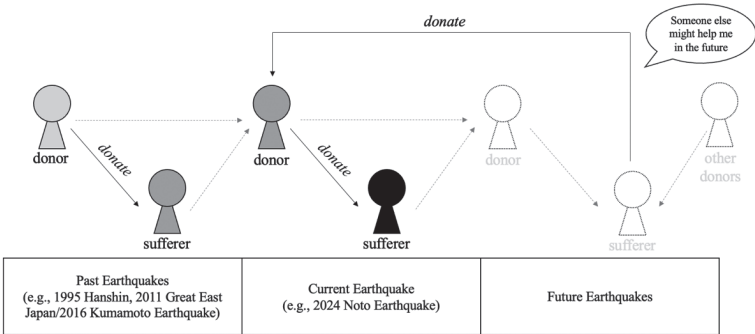 donate
Someone else
might help me
in the future
donor
donate
sufferer
donor
donate
sufferer
donor
sufferer
other
donors
Past Earthquakes
(e.g., 1995 Hanshin, 2011 Great East
Japan/2016 Kumamoto Earthquake)
Current Earthquake
(e.g., 2024 Noto Earthquake)
Future Earthquakes